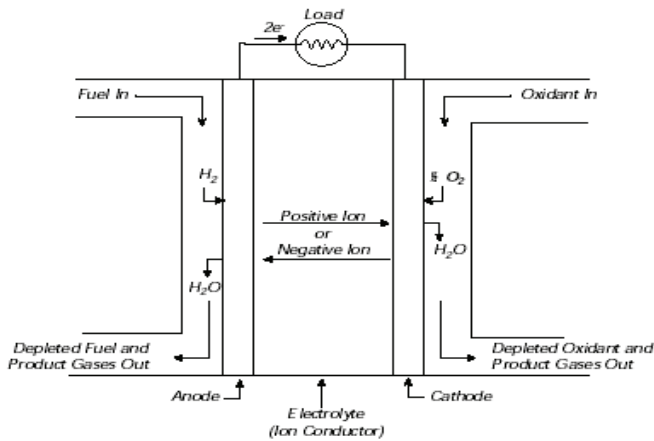 Load
2e-
Fuel In
Oxidant In
H2
O2
Positive Ion
or
Negative Ion
H2O
H2O
Depleted Fuel and
Product Gases Out
Depleted Oxidant and
Product Gases Out
Anode
Cathode
Electrolyte
(Ion Conductor)